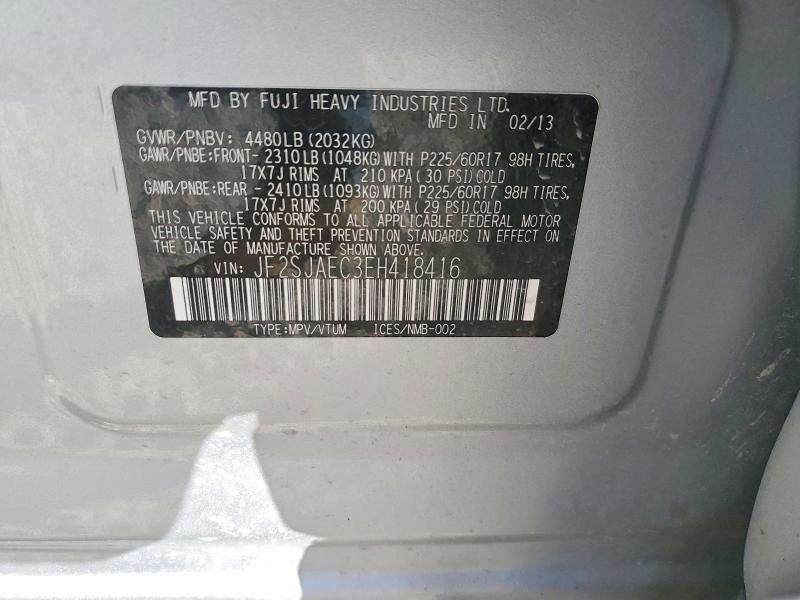 MFD BY FUJI HEAVY INDUSTRIES LTD.
MFD IN 02/13
GVWR/PNBV: 4480LB (2032KG)
GAWR/PNBE:FRONT- 2310LB (1048KG) WITH P225/60R17 98H TIRES,
17X7J RIMS AT 210 KPA (30 PSI) COLD
GAWR/PNBE:REAR - 2410LB (1093KG) WITH P225/60R17 98H TIRES,
17X7J RIMS AT 200 KPA (29 PSI) COLD
THIS VEHICLE CONFORMS TO ALL APPLICABLE FEDERAL MOTOR
VEHICLE SAFETY AND THEFT PREVENTION STANDARDS IN EFFECT ON
THE DATE OF MANUFACTURE SHOWN ABOVE.
VIN: JF2SJAEC3EH418416
TYPE:MPV/VTUM ICES/NMB-002